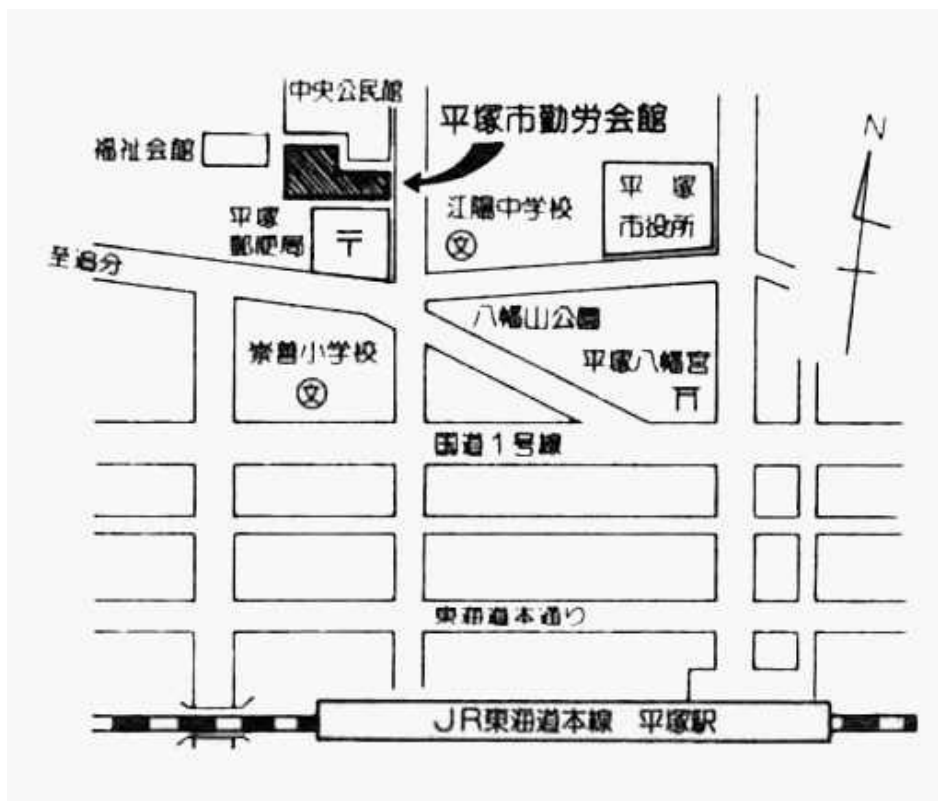 中央公民館
平塚市勤労会館
福祉会館
N
平塚
市役所
江陽中学校
文
平塚
郵便局
〒
至追分
八幡山公園
平塚八幡宮
崇善小学校
文
国道1号線
東海道本通り
JR東海道本線 平塚駅